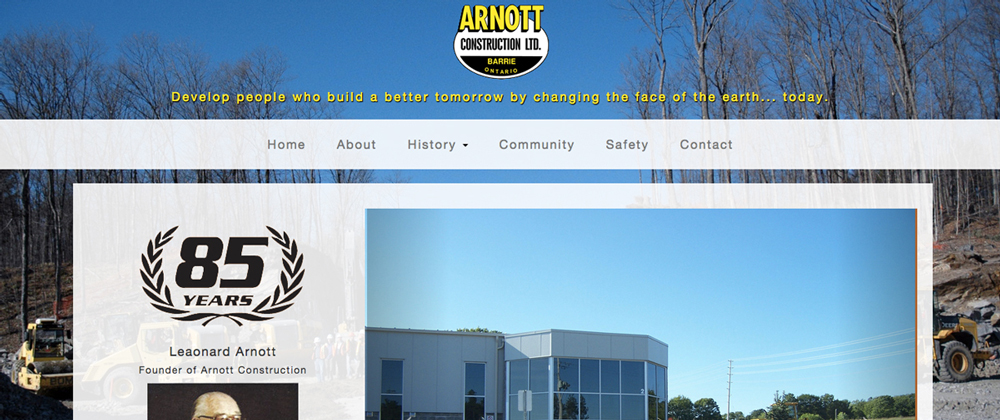 ARNOTT
CONSTRUCTION LTD.
BARRIE
ONTARIO
Develop people who build a better tomorrow by changing the face of the earth... today.
Home About History Community Safety Contact
85
YEARS
Leaonard Arnott
Founder of Arnott Construction